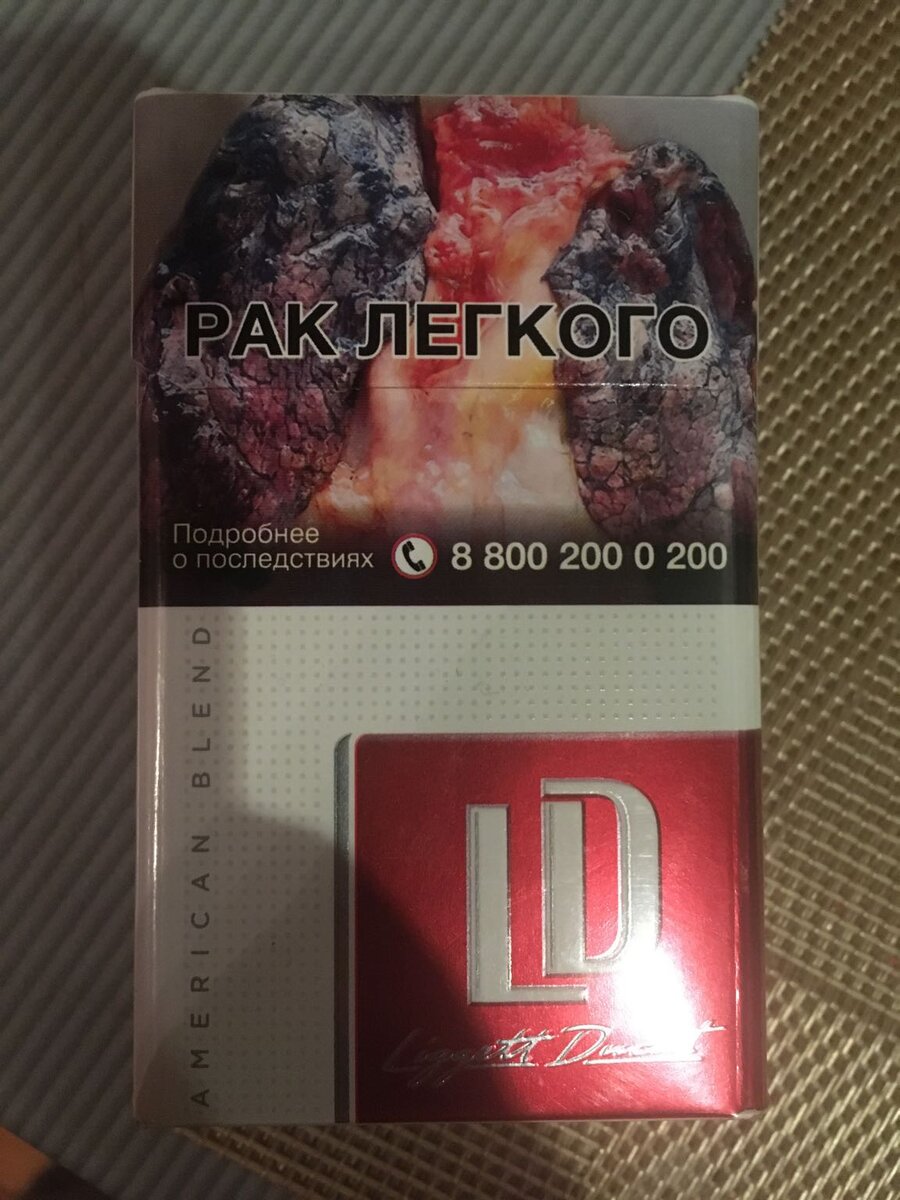 РАК ЛЕГКОГО
Подробнее
о последствиях
8 800 200 0 200
AMERICAN BLEND
LD
Liggett Ducat